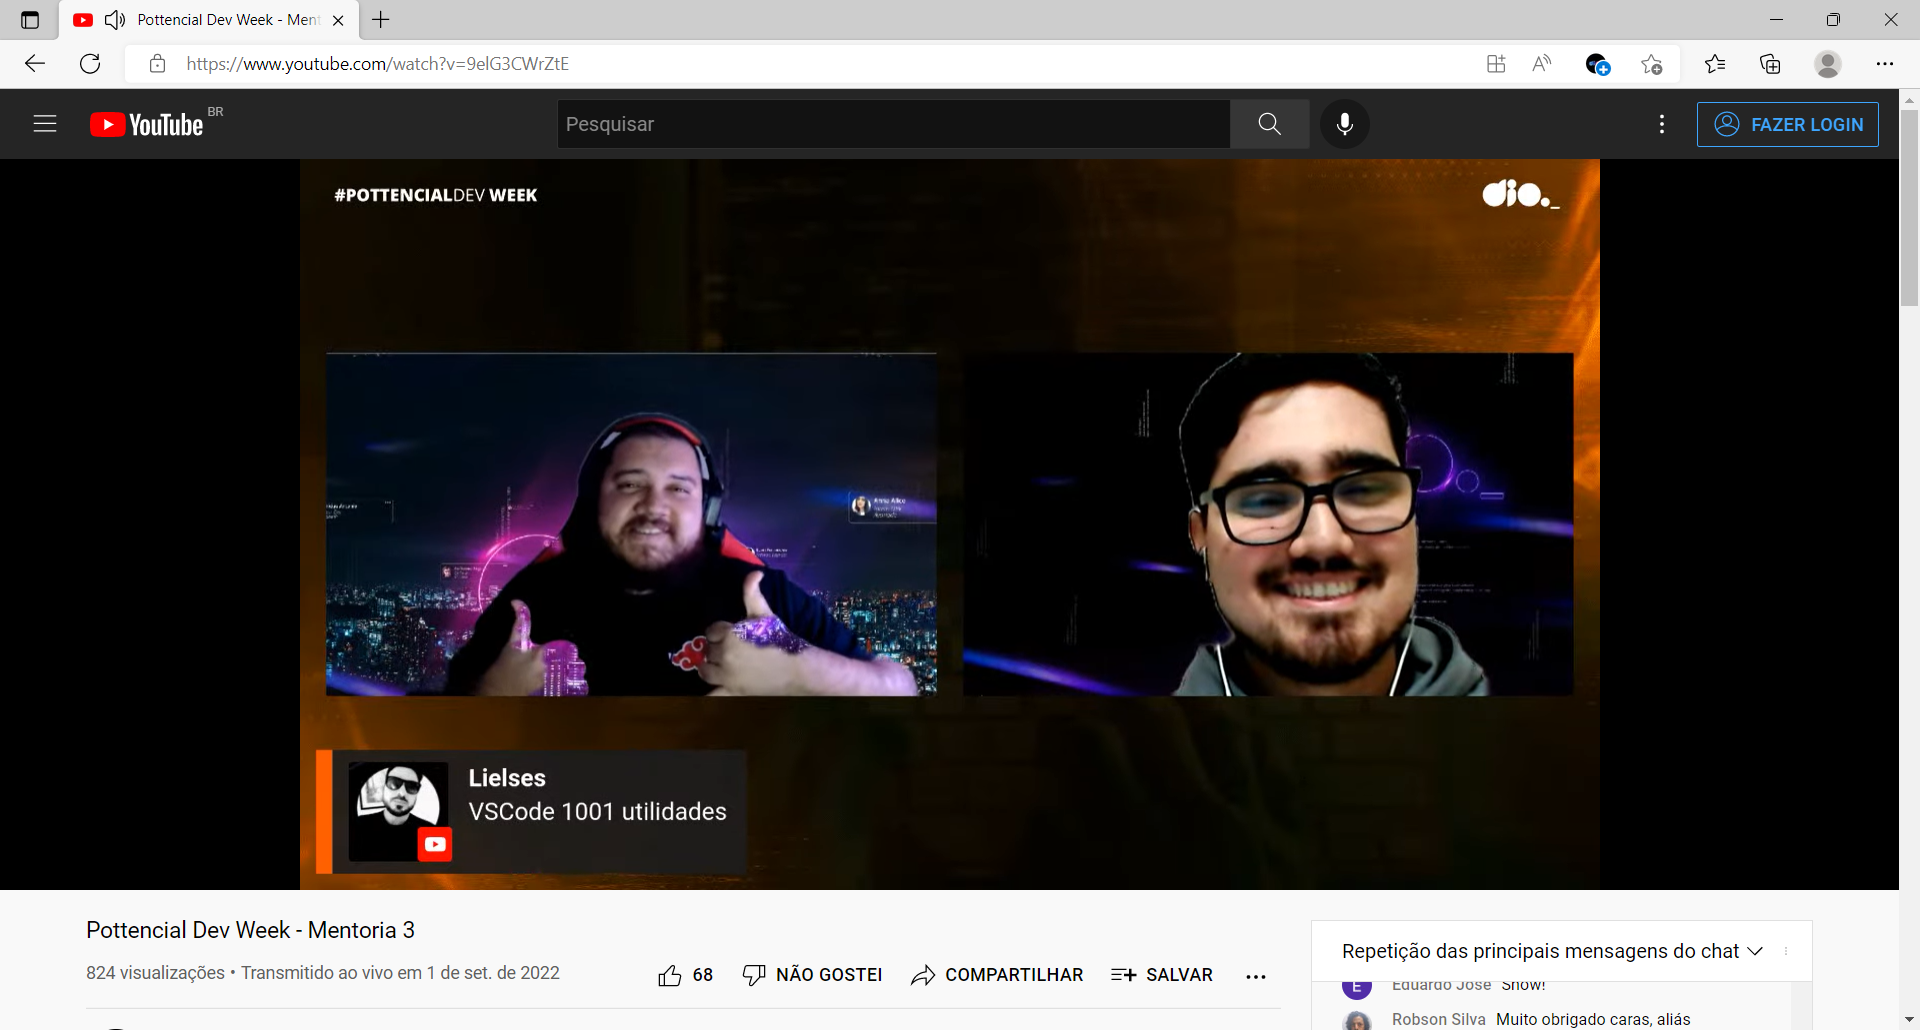 Pottencial Dev Week - Ment
https://www.youtube.com/watch?v=9elG3CWrZtE
YouTube BR
Pesquisar
FAZER LOGIN
#POTTENCIALDEV WEEK
dio._
Lielses
VSCode 1001 utilidades
Pottencial Dev Week - Mentoria 3
824 visualizações • Transmitido ao vivo em 1 de set. de 2022
68
NÃO GOSTEI
COMPARTILHAR
SALVAR
Repetição das principais mensagens do chat
E
Eduardo José Show!
Robson Silva Muito obrigado caras, aliás